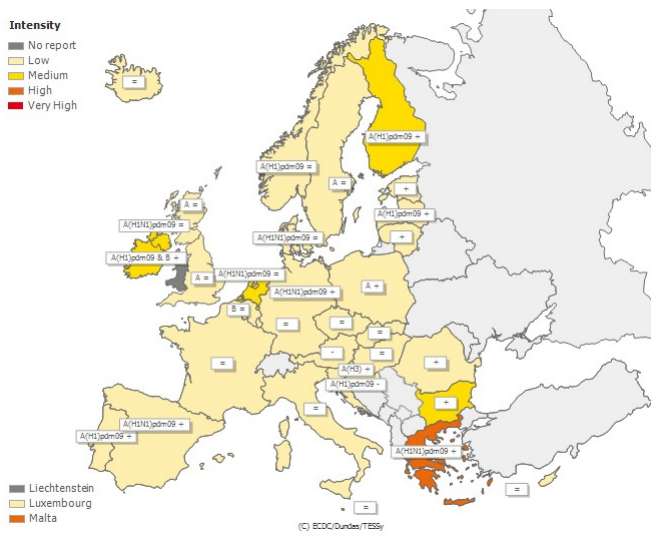 Intensity
No report
Low
Medium
High
Very High
=
A(H1)pdm09 +
A(H1)pdm09 =
A =
+
A =
A(H1)pdm09 +
A(H1N1)pdm09 =
A(H1N1)pdm09 =
+
A(H1)pdm09 & B +
A =
A(H1N1)pdm09 =
A +
A(H1N1)pdm09 +
B =
=
=
=
-
=
+
=
A(H3) +
A(H1)pdm09 -
+
=
A(H1N1)pdm09 +
A(H1)pdm09 +
A(H1N1)pdm09 +
=
=
Liechtenstein
Luxembourg
Malta
(C) ECDC/Dundas/TESSy